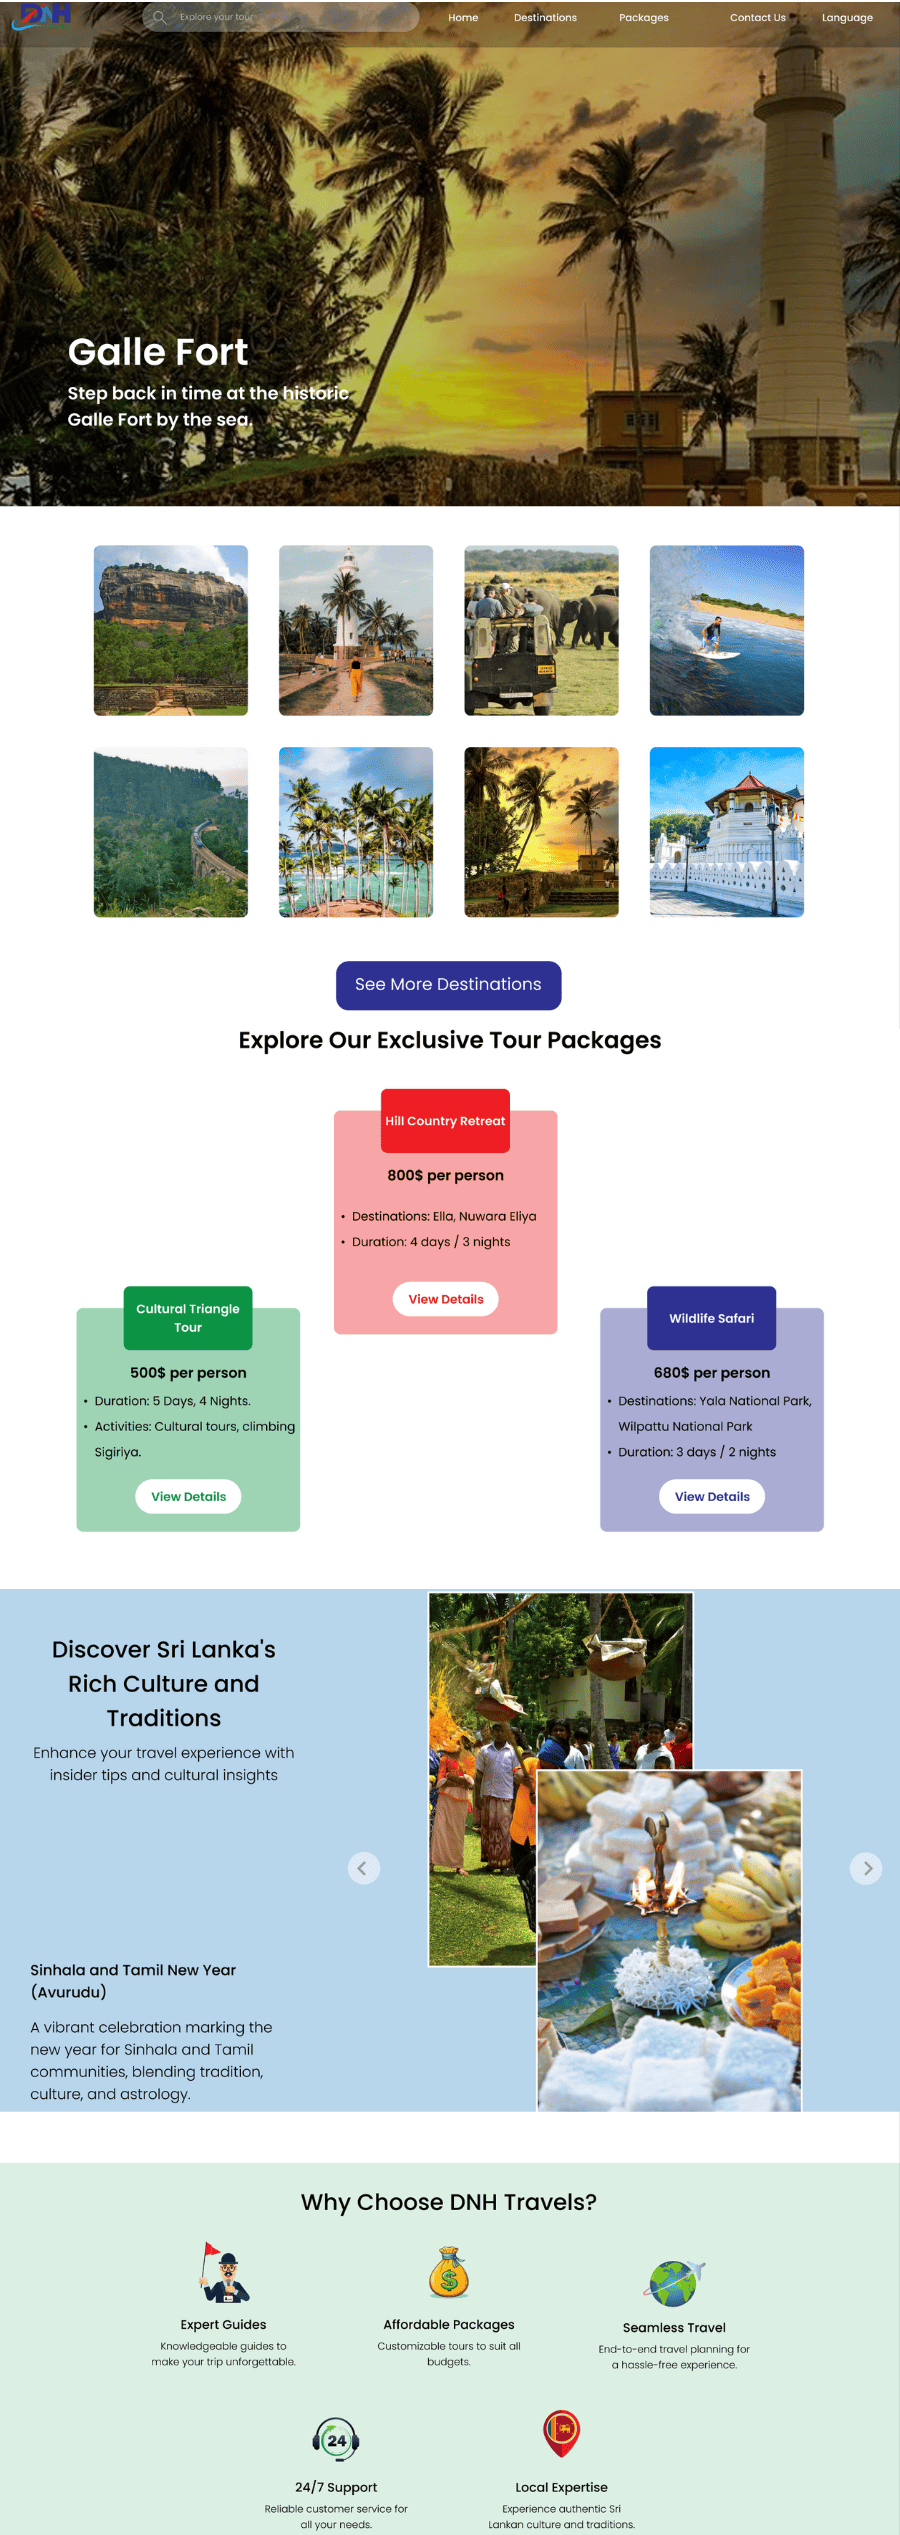 DNH
Explore your tour
Home
Destinations
Packages
Contact Us
Language
Galle Fort
Step back in time at the historic
Galle Fort by the sea.
See More Destinations
Explore Our Exclusive Tour Packages
Hill Country Retreat
800$ per person
• Destinations: Ella, Nuwara Eliya
• Duration: 4 days / 3 nights
View Details
Cultural Triangle
Tour
500$ per person
• Duration: 5 Days, 4 Nights.
• Activities: Cultural tours, climbing
Sigiriya.
View Details
Wildlife Safari
680$ per person
• Destinations: Yala National Park,
Wilpattu National Park
• Duration: 3 days / 2 nights
View Details
Discover Sri Lanka's
Rich Culture and
Traditions
Enhance your travel experience with
insider tips and cultural insights
Sinhala and Tamil New Year
(Avurudu)
A vibrant celebration marking the
new year for Sinhala and Tamil
communities, blending tradition,
culture, and astrology.
Why Choose DNH Travels?
Expert Guides
Knowledgeable guides to
make your trip unforgettable.
Affordable Packages
Customizable tours to suit all
budgets.
Seamless Travel
End-to-end travel planning for
a hassle-free experience.
24
24/7 Support
Reliable customer service for
all your needs.
Local Expertise
Experience authentic Sri
Lankan culture and traditions.